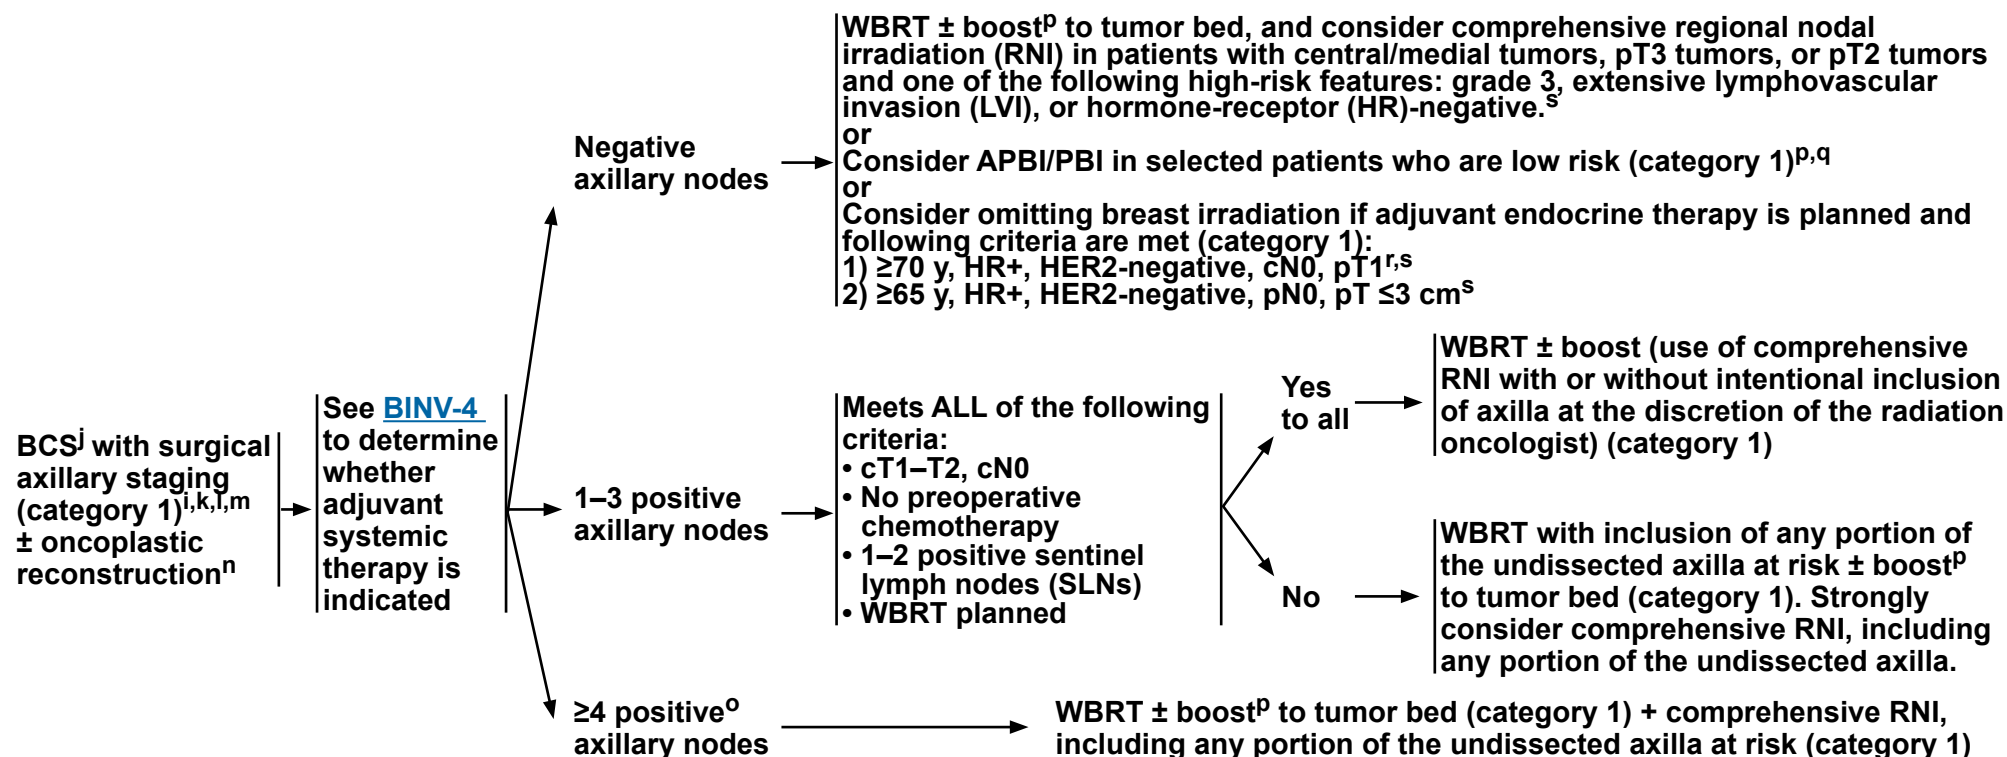 WBRT ± boostᵖ to tumor bed, and consider comprehensive regional nodal
irradiation (RNI) in patients with central/medial tumors, pT3 tumors, or pT2 tumors
and one of the following high-risk features: grade 3, extensive lymphovascular
invasion (LVI), or hormone-receptor (HR)-negative.ˢ
or
Consider APBI/PBI in selected patients who are low risk (category 1)ᵖ,q
or
Consider omitting breast irradiation if adjuvant endocrine therapy is planned and
following criteria are met (category 1):
1) ≥70 y, HR+, HER2-negative, cN0, pT1ʳ,ˢ
2) ≥65 y, HR+, HER2-negative, pN0, pT ≤3 cmˢ
Negative
axillary nodes
BCSʲ with surgical
axillary staging
(category 1)ⁱ,ᵏ,ˡ,ᵐ
± oncoplastic
reconstructionⁿ
See BINV-4
to determine
whether
adjuvant
systemic
therapy is
indicated
1–3 positive
axillary nodes
Meets ALL of the following
criteria:
• cT1–T2, cN0
• No preoperative
chemotherapy
• 1–2 positive sentinel
lymph nodes (SLNs)
• WBRT planned
Yes
to all
WBRT ± boost (use of comprehensive
RNI with or without intentional inclusion
of axilla at the discretion of the radiation
oncologist) (category 1)
No
WBRT with inclusion of any portion of
the undissected axilla at risk ± boostᵖ
to tumor bed (category 1). Strongly
consider comprehensive RNI, including
any portion of the undissected axilla.
≥4 positiveᵒ
axillary nodes
WBRT ± boostᵖ to tumor bed (category 1) + comprehensive RNI,
including any portion of the undissected axilla at risk (category 1)